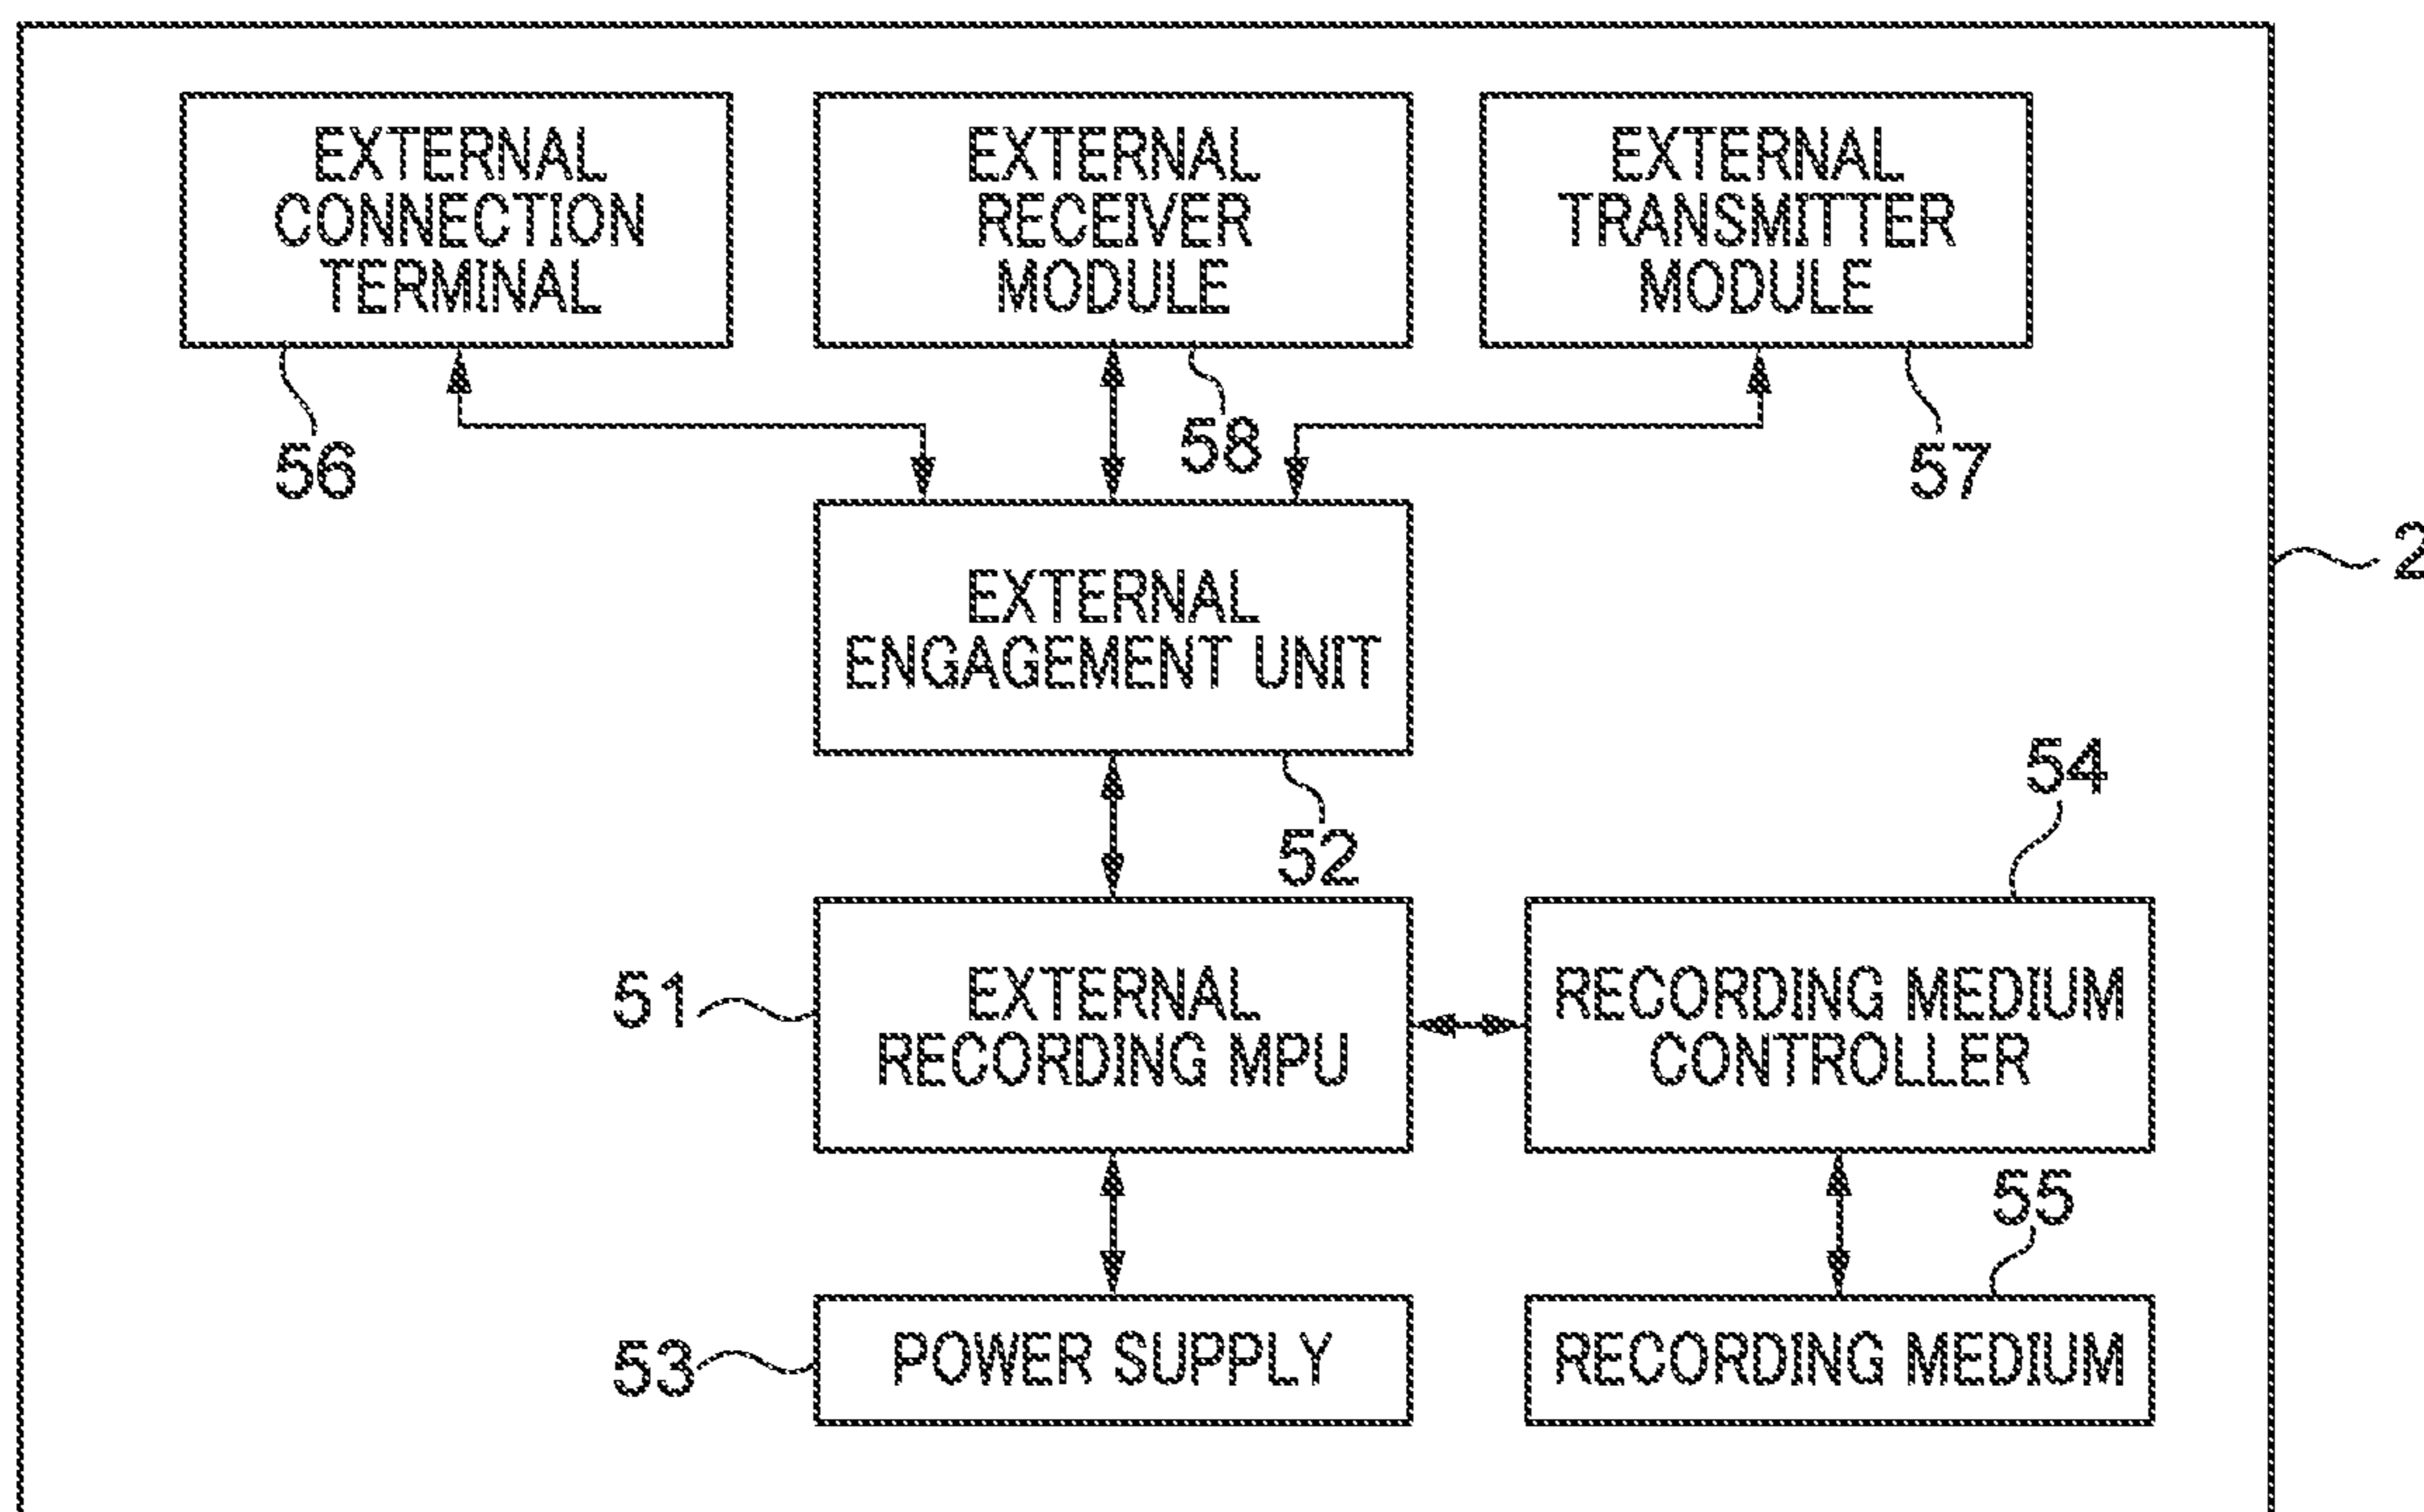 EXTERNAL
CONNECTION
TERMINAL
EXTERNAL
RECEIVER
MODULE
EXTERNAL
TRANSMITTER
MODULE
56
58
57
2
EXTERNAL
ENGAGEMENT UNIT
52
54
51
EXTERNAL
RECORDING MPU
RECORDING MEDIUM
CONTROLLER
55
53
POWER SUPPLY
RECORDING MEDIUM